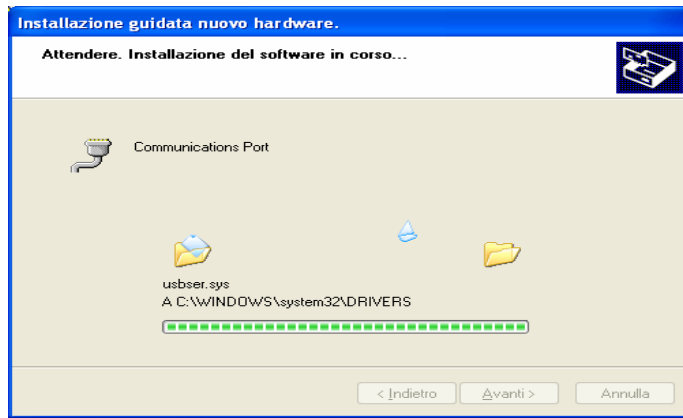 Installazione guidata nuovo hardware.
Attendere. Installazione del software in corso...
Communications Port
usbser.sys
A C:\WINDOWS\system32\DRIVERS
< Indietro
Avanti >
Annulla